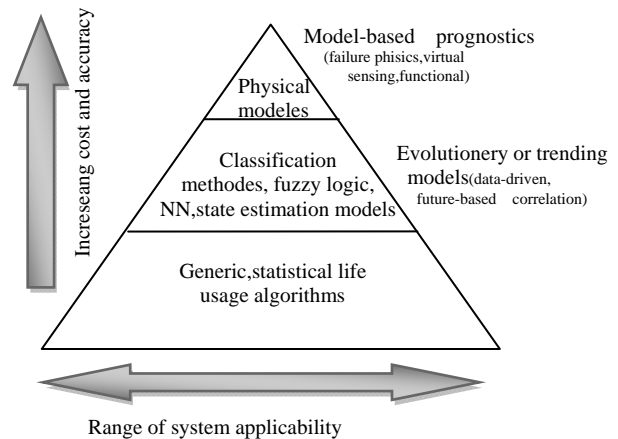 Model-based prognostics
(failure phisics,virtual
sensing,functional)
Physical
modeles
Increseang cost and accuracy
Classification
methodes, fuzzy logic,
NN,state estimation models
Evolutionery or trending
models(data-driven,
future-based correlation)
Generic,statistical life
usage algorithms
Range of system applicability